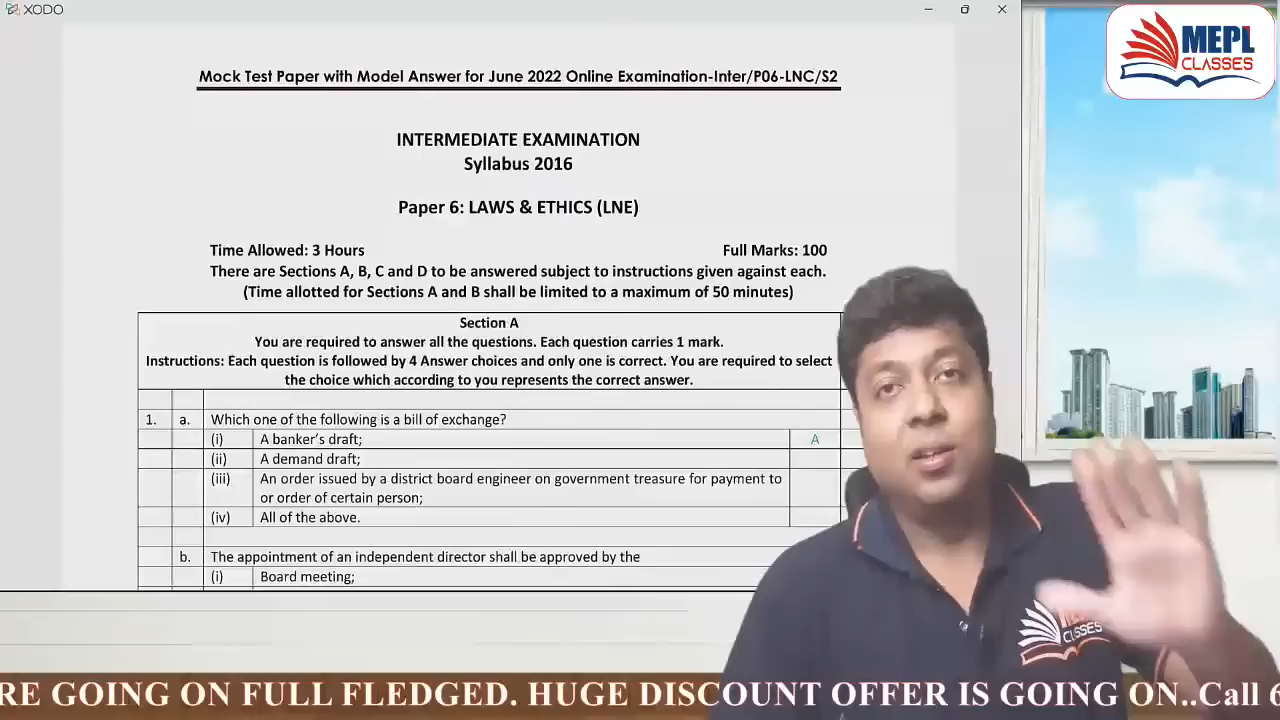 XODO
MEPL
CLASSES
Mock Test Paper with Model Answer for June 2022 Online Examination-Inter/P06-LNC/S2
INTERMEDIATE EXAMINATION
Syllabus 2016
Paper 6: LAWS & ETHICS (LNE)
Time Allowed: 3 Hours Full Marks: 100
There are Sections A, B, C and D to be answered subject to instructions given against each.
(Time allotted for Sections A and B shall be limited to a maximum of 50 minutes)
Section A
You are required to answer all the questions. Each question carries 1 mark.
Instructions: Each question is followed by 4 Answer choices and only one is correct. You are required to select
the choice which according to you represents the correct answer.
1. a. Which one of the following is a bill of exchange?
(i) A banker’s draft; A
(ii) A demand draft;
(iii) An order issued by a district board engineer on government treasure for payment to
or order of certain person;
(iv) All of the above.
b. The appointment of an independent director shall be approved by the
(i) Board meeting;
CLASSES
RE GOING ON FULL FLEDGED. HUGE DISCOUNT OFFER IS GOING ON..Call 6